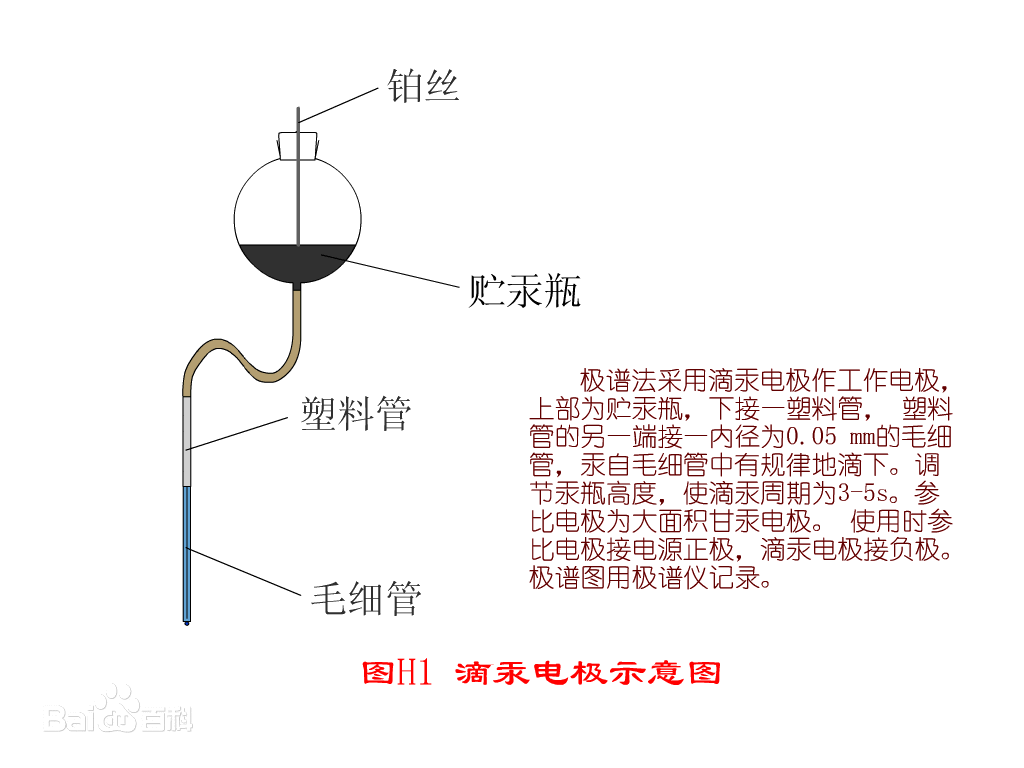 铂丝
贮汞瓶
塑料管
毛细管
极谱法采用滴汞电极作工作电极，
上部为贮汞瓶，下接一塑料管， 塑料
管的另一端接一内径为0.05 mm的毛细
管，汞自毛细管中有规律地滴下。调
节汞瓶高度，使滴汞周期为3-5s。参
比电极为大面积甘汞电极。 使用时参
比电极接电源正极，滴汞电极接负极。
极谱图用极谱仪记录。
图H1 滴汞电极示意图
Baidu百科